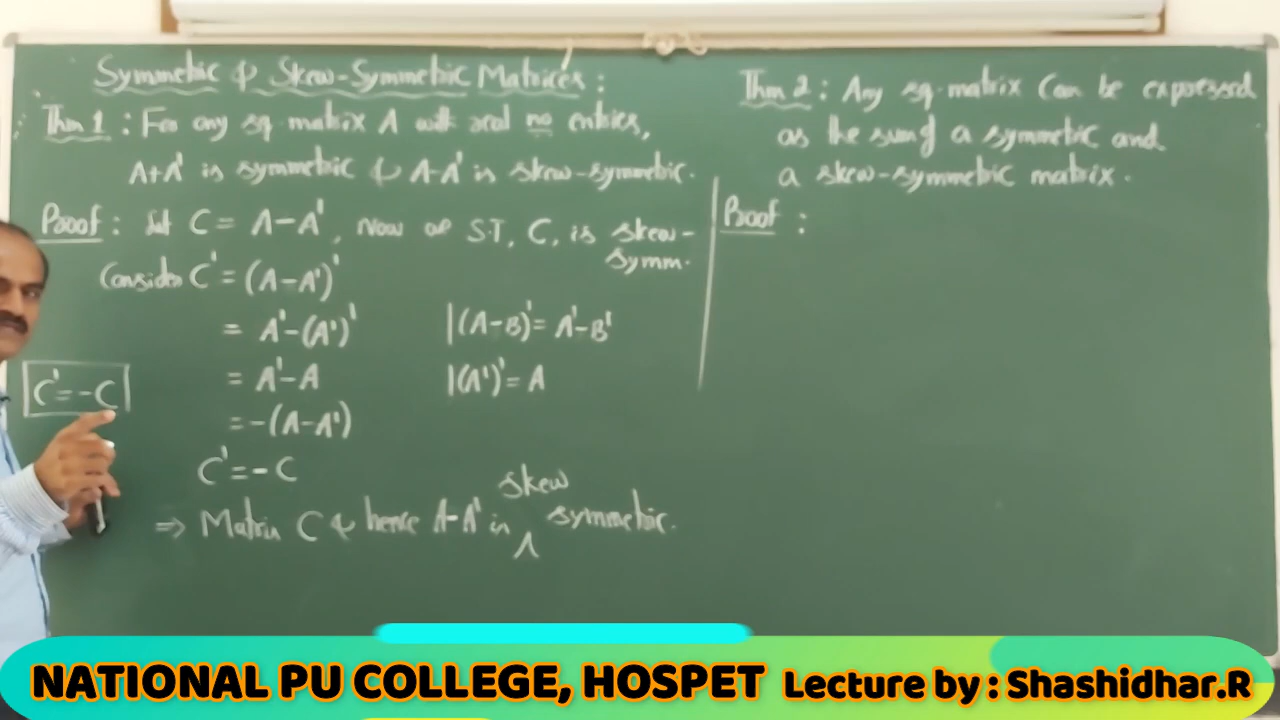 Symmetric & Skew-Symmetric Matrices :
Thm 1 : For any sq. matrix A with real no entries,
A+A' is symmetric & A-A' is skew-symmetric.
Proof : Let C = A-A', Now we S.T, C, is skew-
symm.
Consider C' = (A-A')'
= A'-(A')' |(A-B)' = A'-B'
= A'-A |(A')' = A
= -(A-A')
C' = -C
C' = -C
⇒ Matrix C & hence A-A' is skew symmetric.
Thm 2 : Any sq. matrix Can be expressed
as the sum of a symmetric and
a skew-symmetric matrix.
Proof :
NATIONAL PU COLLEGE, HOSPET Lecture by : Shashidhar.R